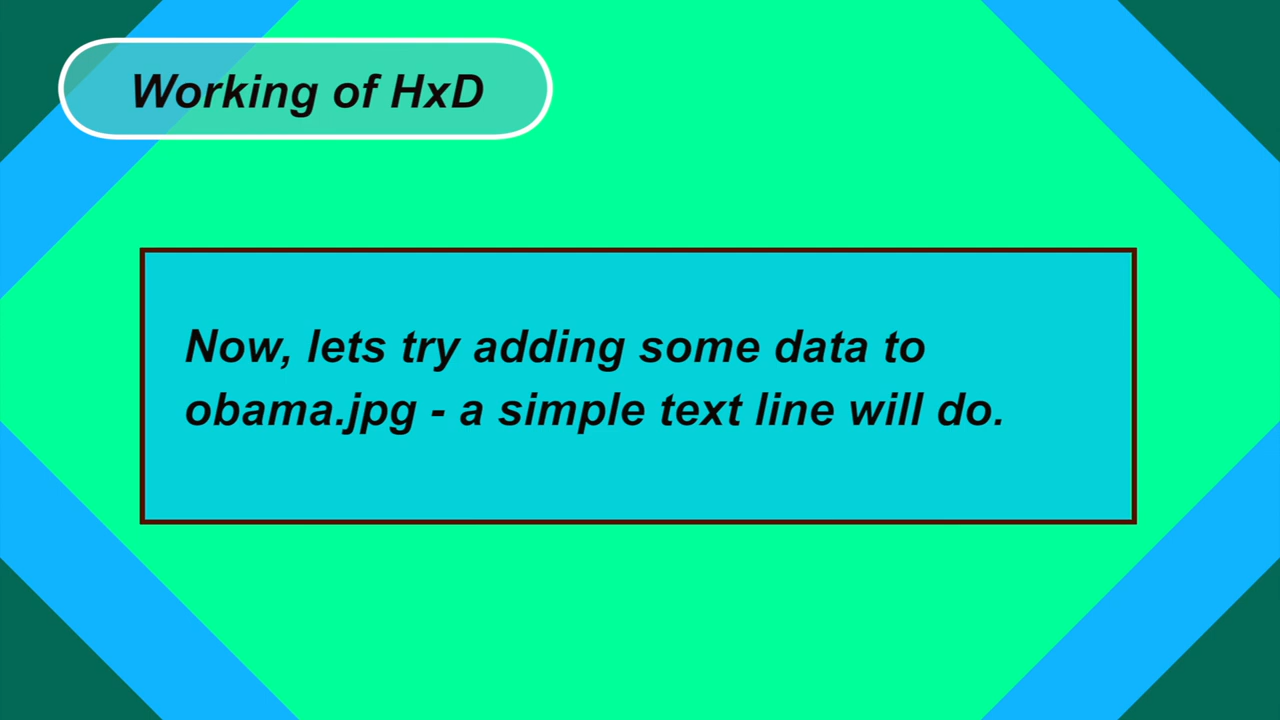 Working of HxD
Now, lets try adding some data to
obama.jpg - a simple text line will do.